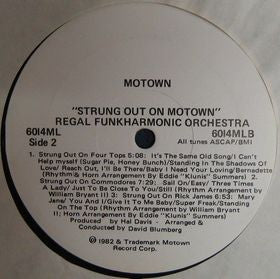 MOTOWN
"STRUNG OUT ON MOTOWN"
REGAL FUNKHARMONIC ORCHESTRA
6014ML 6014MLB
Side 2 All tunes ASCAP/BMI
1. Strung Out On Four Tops 5:08: It's The Same Old Song/I Can't
Help myself (Sugar Pie, Honey Bunch)/Standing In The Shadows Of
Love/ Reach Out, I'll Be There/Baby I Need Your Loving/Bernadette
(Rhythm & Horn Arrangement By Eddie "Klunis" Summers) 2.
Strung Out On Commodores 7:29: Sail On/Easy/ Three Times
A Lady/ Just To Be Close To You/Still (Rhythm Arrangement by
William Bryant II) 3. Strung Out On Rick James 6:53: Mary
Jane/ You And I/Give It To Me Baby/Super Freak/ Standing
On The Top (Rhythm Arrangement by William Bryant
II; Horn Arrangement By Eddie "Klunis" Summers)
Produced by Hal Davis - Arranged &
Conducted by David Blumberg
℗ 1982 & Trademark Motown
Record Corp.